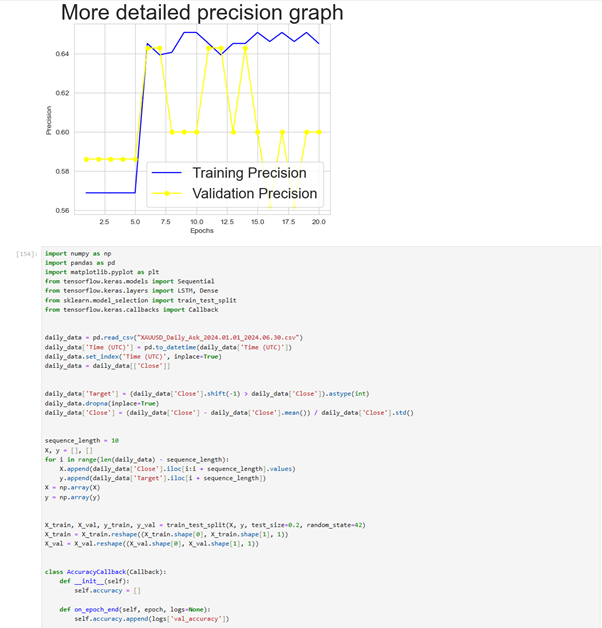 More detailed precision graph
0.64
0.62
0.60
0.58
0.56
Precision
Training Precision
Validation Precision
2.5 5.0 7.5 10.0 12.5 15.0 17.5 20.0
Epochs
[154]:
import numpy as np
import pandas as pd
import matplotlib.pyplot as plt
from tensorflow.keras.models import Sequential
from tensorflow.keras.layers import LSTM, Dense
from sklearn.model_selection import train_test_split
from tensorflow.keras.callbacks import Callback
daily_data = pd.read_csv("XAUUSD_Daily_Ask_2024.01.01_2024.06.30.csv")
daily_data['Time (UTC)'] = pd.to_datetime(daily_data['Time (UTC)'])
daily_data.set_index('Time (UTC)', inplace=True)
daily_data = daily_data[['Close']]
daily_data['Target'] = (daily_data['Close'].shift(-1) > daily_data['Close']).astype(int)
daily_data.dropna(inplace=True)
daily_data['Close'] = (daily_data['Close'] - daily_data['Close'].mean()) / daily_data['Close'].std()
sequence_length = 10
X, y = [], []
for i in range(len(daily_data) - sequence_length):
    X.append(daily_data['Close'].iloc[i:i + sequence_length].values)
    y.append(daily_data['Target'].iloc[i + sequence_length])
X = np.array(X)
y = np.array(y)
X_train, X_val, y_train, y_val = train_test_split(X, y, test_size=0.2, random_state=42)
X_train = X_train.reshape((X_train.shape[0], X_train.shape[1], 1))
X_val = X_val.reshape((X_val.shape[0], X_val.shape[1], 1))
class AccuracyCallback(Callback):
    def __init__(self):
        self.accuracy = []
    def on_epoch_end(self, epoch, logs=None):
        self.accuracy.append(logs['val_accuracy'])